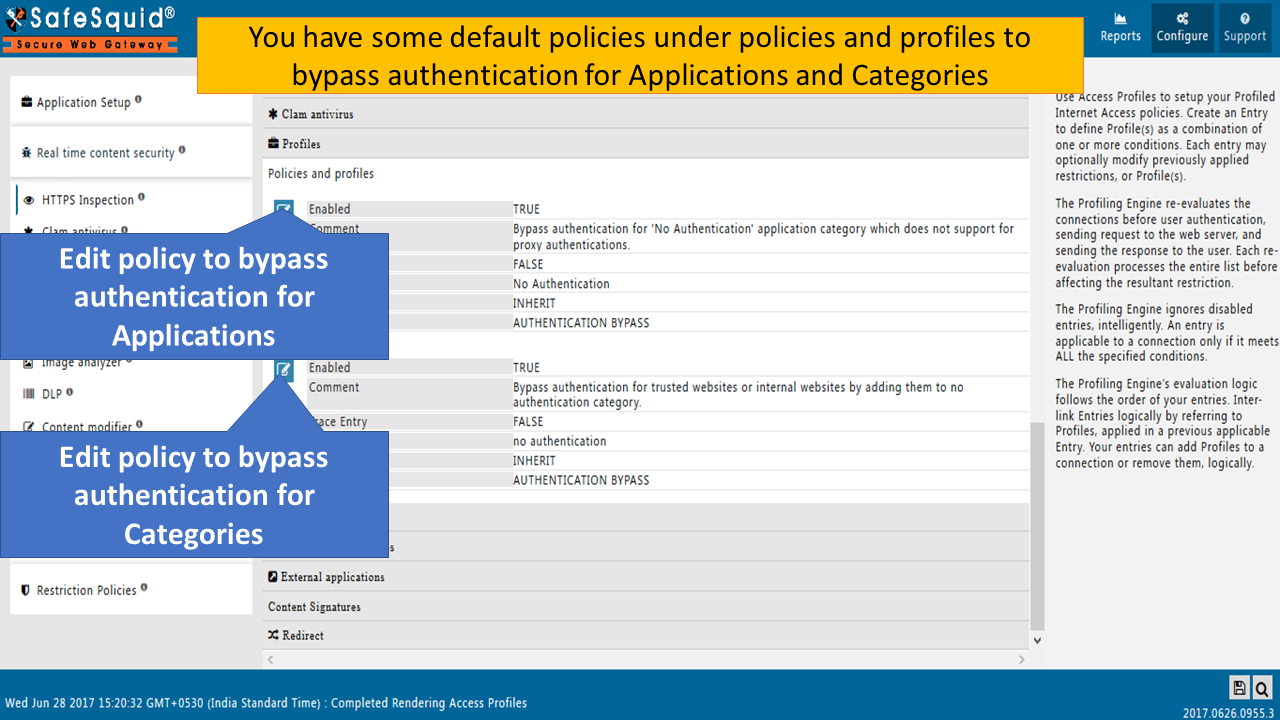 SafeSquid®
Secure Web Gateway
You have some default policies under policies and profiles to
bypass authentication for Applications and Categories
Reports
Configure
Support
Application Setup
Real time content security
HTTPS Inspection
Clam antivirus
Edit policy to bypass
authentication for
Applications
Image analyzer
DLP
Content modifier
Edit policy to bypass
authentication for
Categories
Restriction Policies
Clam antivirus
Profiles
Policies and profiles
Enabled TRUE
Comment Bypass authentication for 'No Authentication' application category which does not support for
proxy authentications.
FALSE
No Authentication
INHERIT
AUTHENTICATION BYPASS
Enabled TRUE
Comment Bypass authentication for trusted websites or internal websites by adding them to no
authentication category.
Trace Entry FALSE
no authentication
INHERIT
AUTHENTICATION BYPASS
External applications
Content Signatures
Redirect
Use Access Profiles to setup your Profiled
Internet Access policies. Create an Entry
to define Profile(s) as a combination of
one or more conditions. Each entry may
optionally modify previously applied
restrictions, or Profile(s).
The Profiling Engine re-evaluates the
connections before user authentication,
sending request to the web server, and
sending the response to the user. Each re-
evaluation processes the entire list before
affecting the resultant restriction.
The Profiling Engine ignores disabled
entries, intelligently. An entry is
applicable to a connection only if it meets
ALL the specified conditions.
The Profiling Engine's evaluation logic
follows the order of your entries. Inter-
link Entries logically by referring to
Profiles, applied in a previous applicable
Entry. Your entries can add Profiles to a
connection or remove them, logically.
Wed Jun 28 2017 15:20:32 GMT+0530 (India Standard Time) : Completed Rendering Access Profiles
2017.0626.0955.3